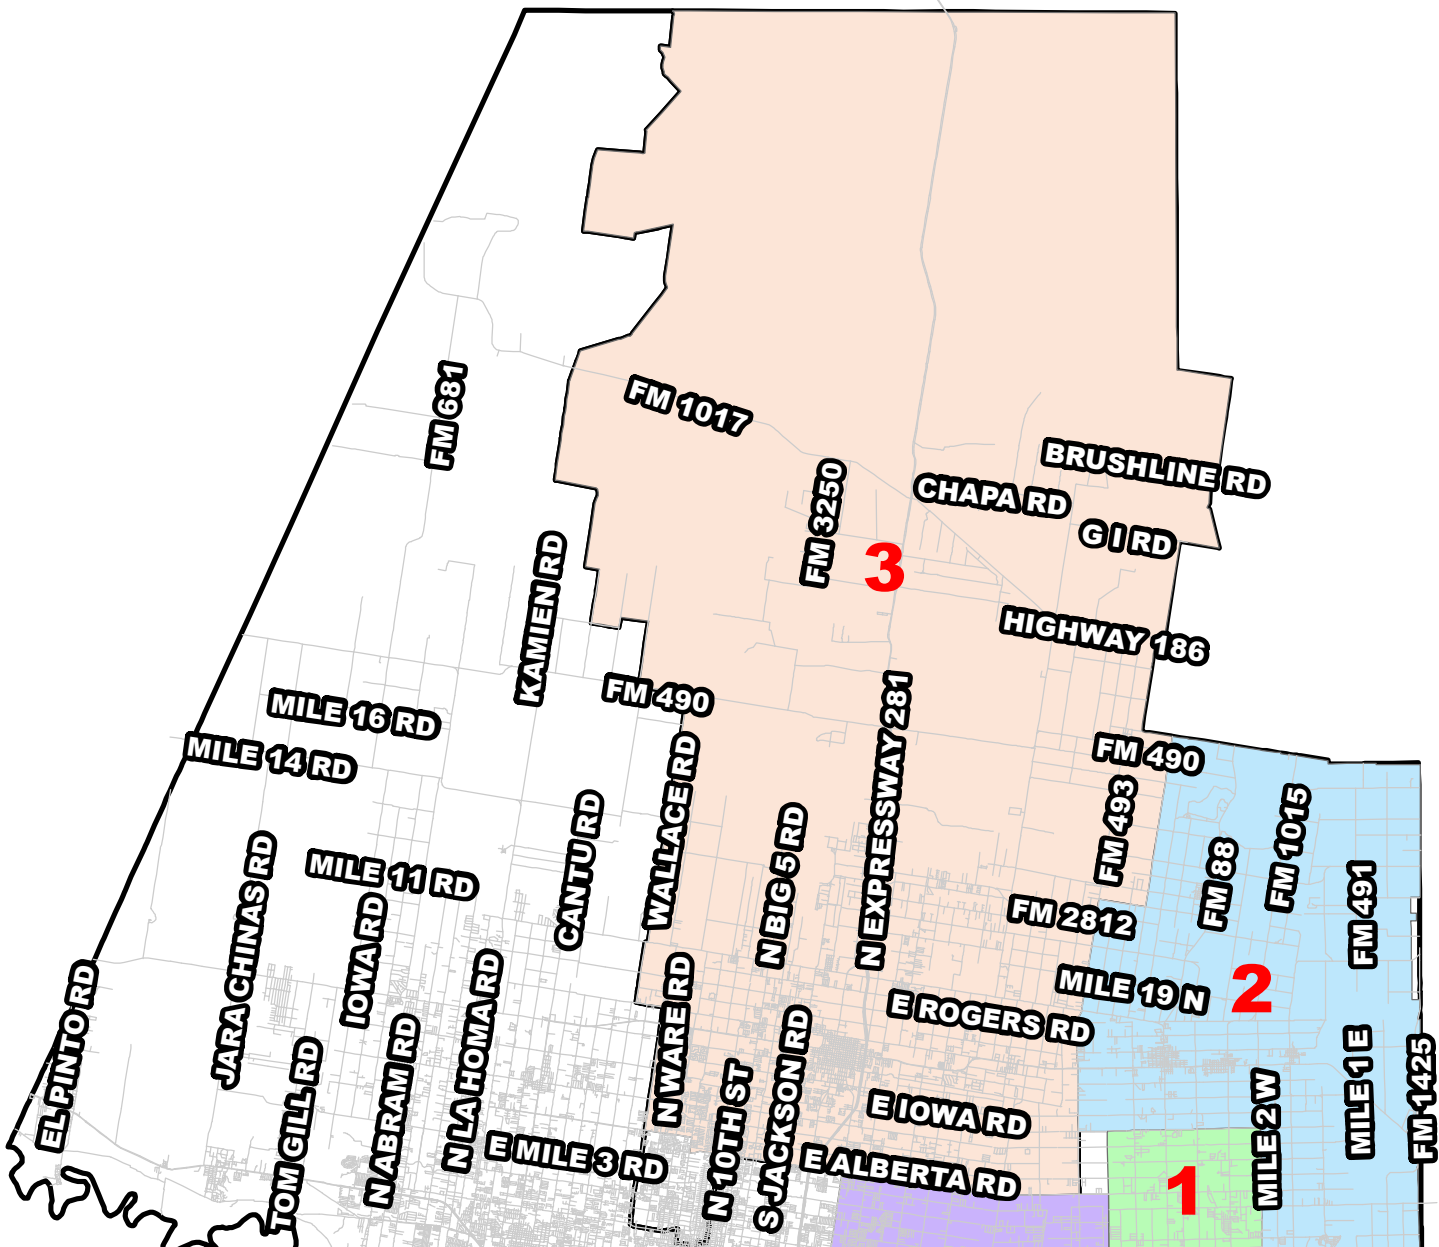 FM 681
FM 1017
BRUSHLINE RD
FM 3250
CHAPA RD
G I RD
3
KAMIEN RD
HIGHWAY 186
FM 490
MILE 16 RD
MILE 14 RD
N EXPRESSWAY 281
FM 490
WALLACE RD
CANTU RD
N BIG 5 RD
FM 493
FM 1015
FM 88
FM 491
JARA CHINAS RD
MILE 11 RD
IOWA RD
FM 2812
MILE 19 N
2
E ROGERS RD
EL PINTO RD
N LA HOMA RD
N WARE RD
S JACKSON RD
TOM GILL RD
N ABRAM RD
N 10TH ST
E MILE 3 RD
E IOWA RD
E ALBERTA RD
1
MILE 2 W
MILE 1 E
FM 1425